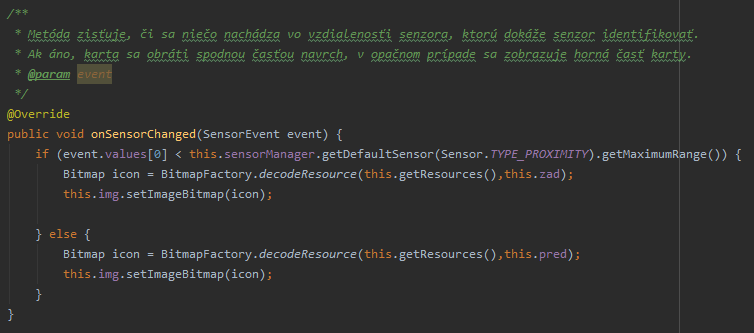 /**
 * Metóda zisťuje, či sa niečo nachádza vo vzdialenosti senzora, ktorú dokáže senzor identifikovať.
 * Ak áno, karta sa obráti spodnou časťou navrch, v opačnom prípade sa zobrazuje horná časť karty.
 * @param event
 */
@Override
public void onSensorChanged(SensorEvent event) {
    if (event.values[0] < this.sensorManager.getDefaultSensor(Sensor.TYPE_PROXIMITY).getMaximumRange()) {
        Bitmap icon = BitmapFactory.decodeResource(this.getResources(),this.zad);
        this.img.setImageBitmap(icon);

    } else {
        Bitmap icon = BitmapFactory.decodeResource(this.getResources(),this.pred);
        this.img.setImageBitmap(icon);
    }
}